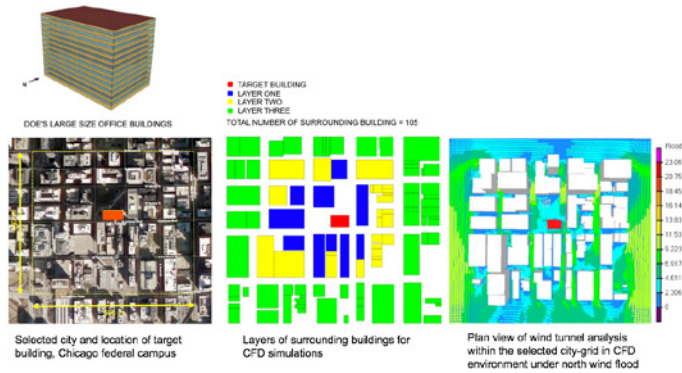 N
DOE'S LARGE SIZE OFFICE BUILDINGS
TARGET BUILDING
LAYER ONE
LAYER TWO
LAYER THREE
TOTAL NUMBER OF SURROUNDING BUILDING = 105
Flood
23.06
20.75
18.45
16.14
13.83
11.53
9.223
6.917
4.611
2.306
0
Selected city and location of target
building, Chicago federal campus
Layers of surrounding buildings for
CFD simulations
Plan view of wind tunnel analysis
within the selected city-grid in CFD
environment under north wind flood